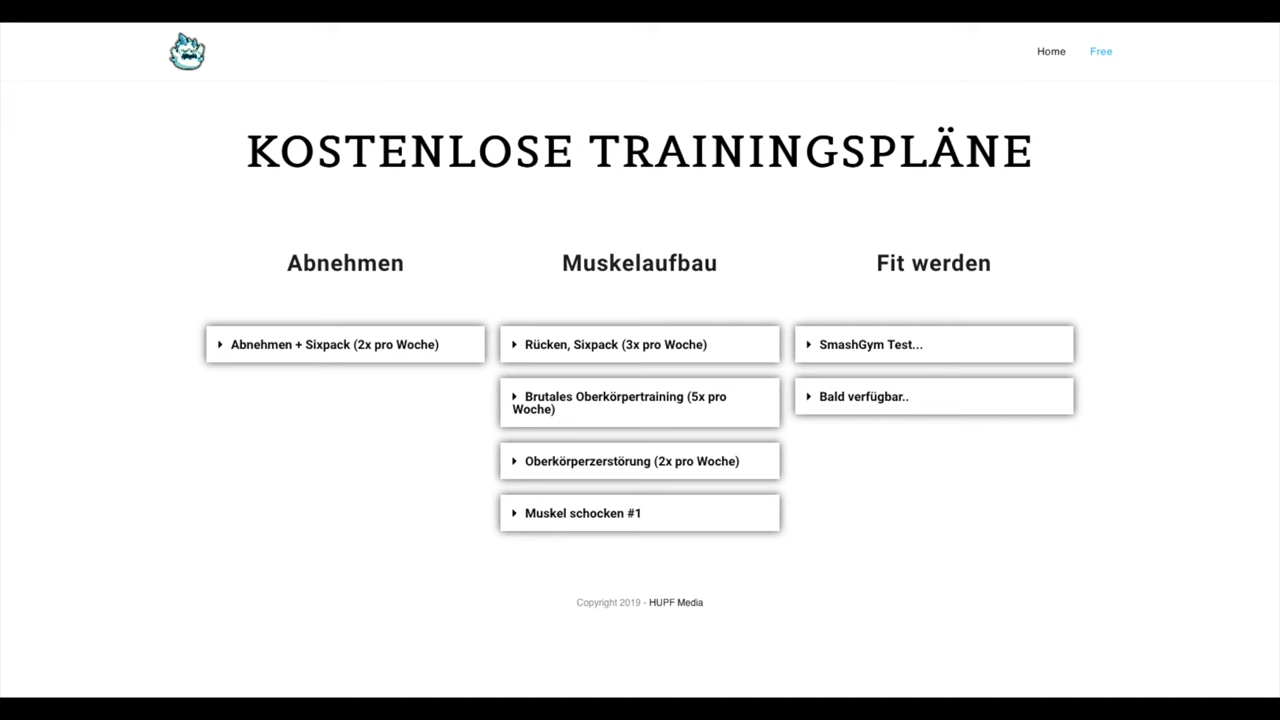 Home Free
KOSTENLOSE TRAININGSPLÄNE
Abnehmen
Abnehmen + Sixpack (2x pro Woche)
Muskelaufbau
Rücken, Sixpack (3x pro Woche)
Brutales Oberkörpertraining (5x pro
Woche)
Oberkörperzerstörung (2x pro Woche)
Muskel schocken #1
Fit werden
SmashGym Test...
Bald verfügbar..
Copyright 2019 - HUPF Media